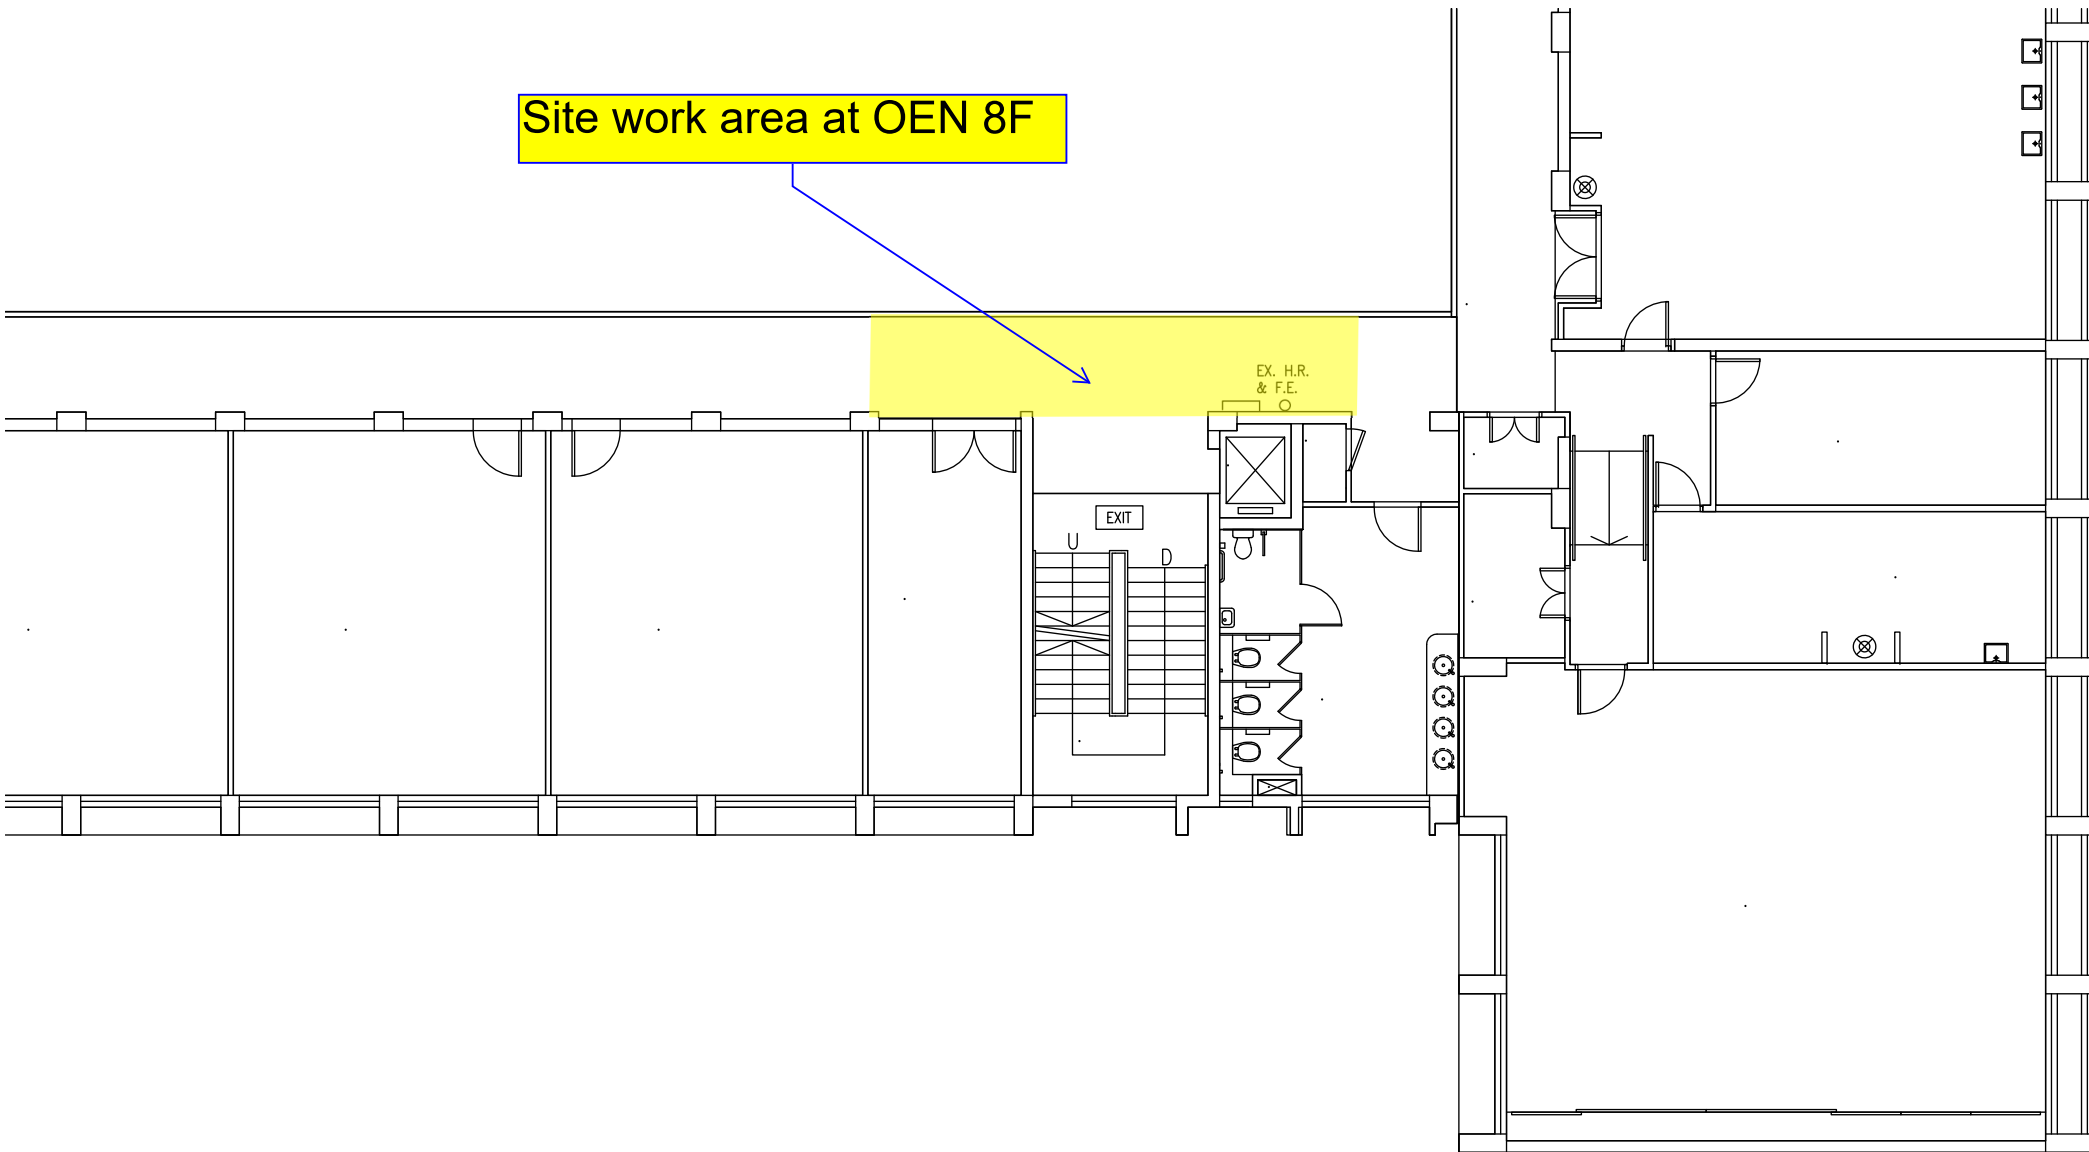 Site work area at OEN 8F
EX. H.R.
& F.E.
EXIT
U
D